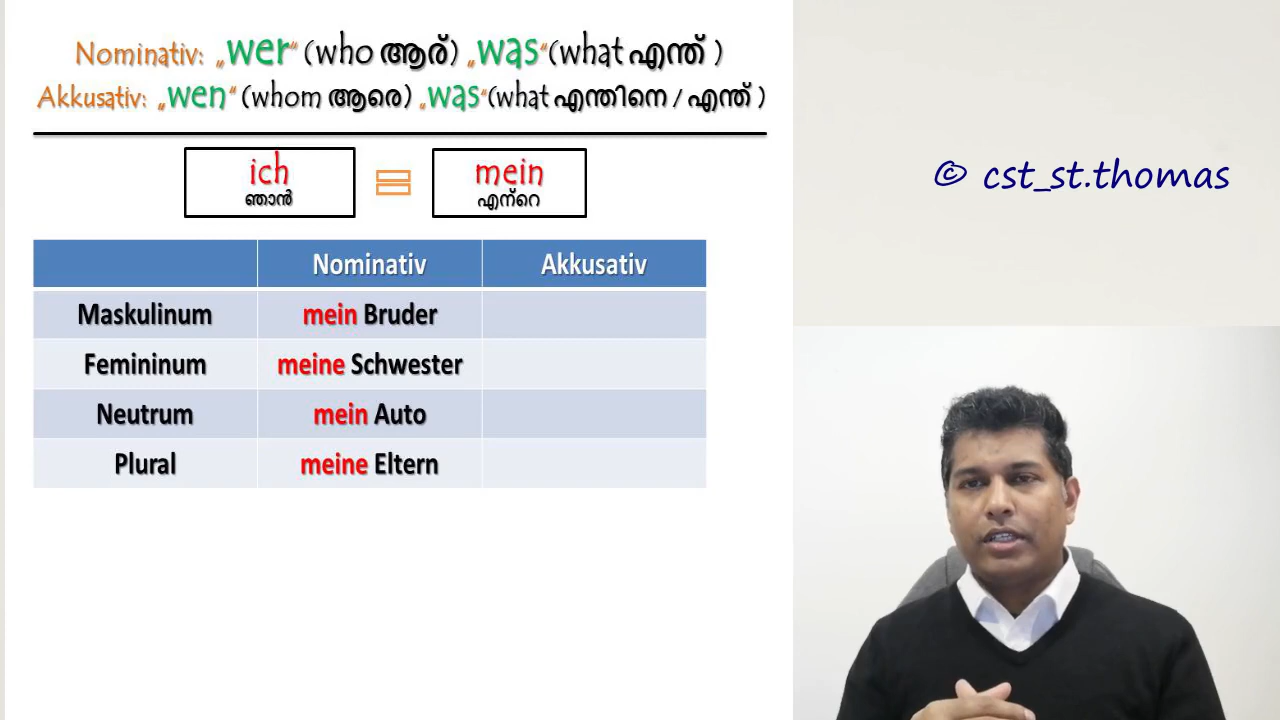 Nominativ: „wer“ (who ആര്) „was“(what എന്ത് )
Akkusativ: „wen“ (whom ആരെ) „was“(what എന്തിനെ / എന്ത് )
ich = mein
ഞാൻ എന്റെ
Nominativ Akkusativ
Maskulinum mein Bruder
Femininum meine Schwester
Neutrum mein Auto
Plural meine Eltern
© cst_st.thomas